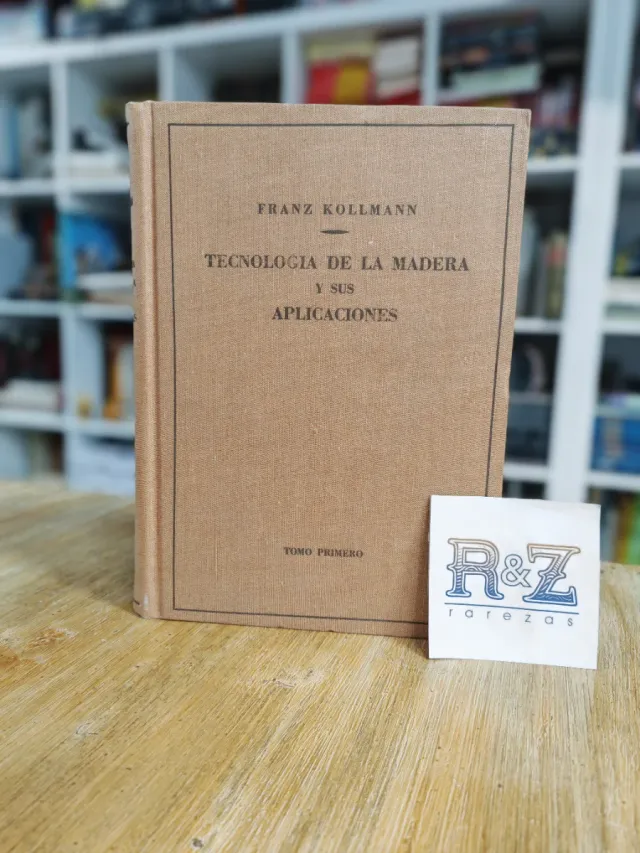 FRANZ KOLLMANN
TECNOLOGIA DE LA MADERA
Y SUS
APLICACIONES
TOMO PRIMERO
R&Z
rarezas